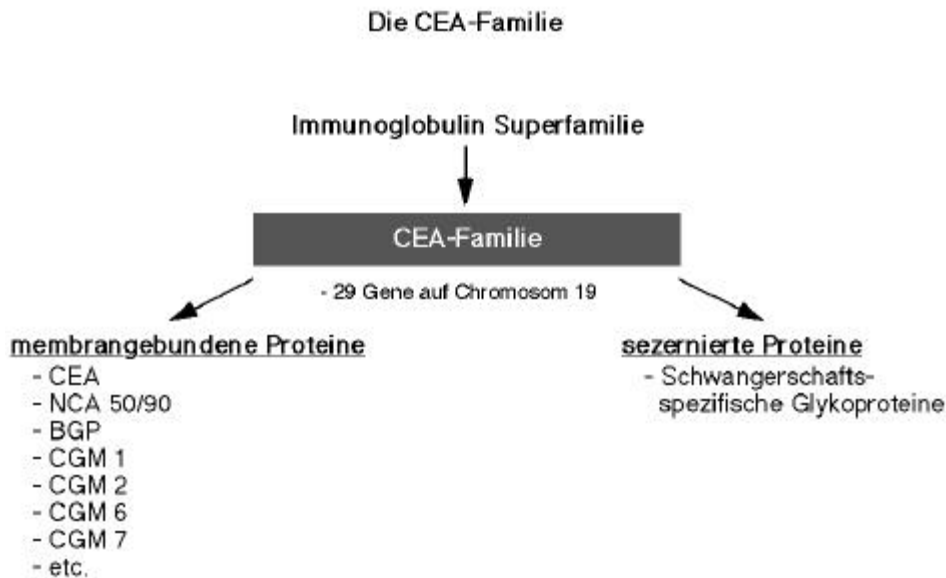 Die CEA-Familie
Immunoglobulin Superfamilie
CEA-Familie
- 29 Gene auf Chromosom 19
membrangebundene Proteine
- CEA
- NCA 50/90
- BGP
- CGM 1
- CGM 2
- CGM 6
- CGM 7
- etc.
sezernierte Proteine
- Schwangerschafts-
spezifische Glykoproteine